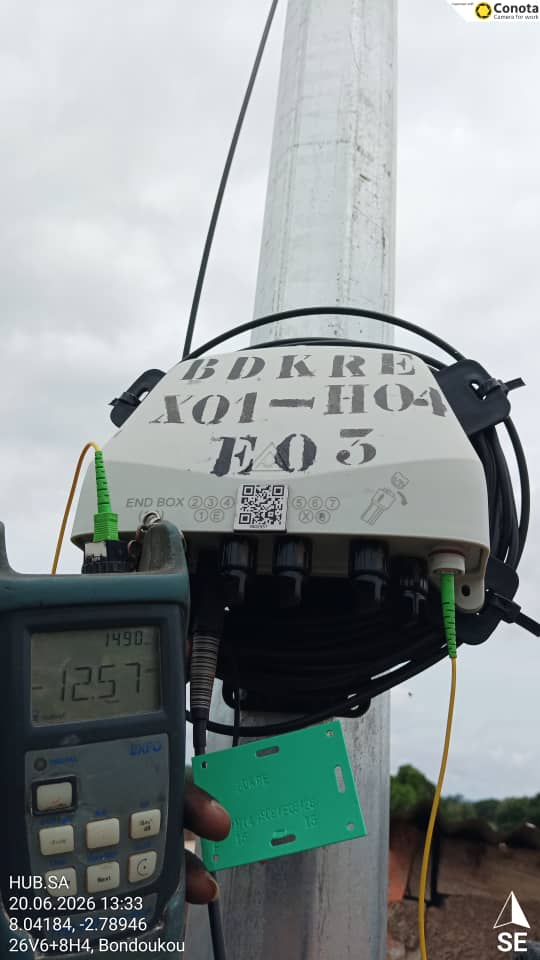 Conota
Camera for work
BDKRE
X01-H04
E03
END BOX 2 3 4 5 6 7
1 E X 8
1490
-12.57
EXFO
Next
HUB.SA
20.06.2026 13:33
8.04184, -2.78946
26V6+8H4, Bondoukou
SE